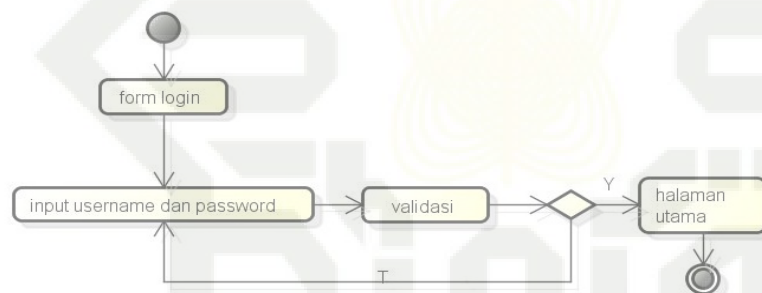 form login
input username dan password
validasi
Y
halaman
utama
T